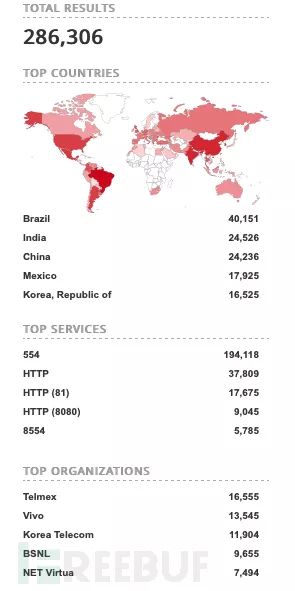 TOTAL RESULTS
286,306
TOP COUNTRIES
Brazil 40,151
India 24,526
China 24,236
Mexico 17,925
Korea, Republic of 16,525
TOP SERVICES
554 194,118
HTTP 37,809
HTTP (81) 17,675
HTTP (8080) 9,045
8554 5,785
TOP ORGANIZATIONS
Telmex 16,555
Vivo 13,545
Korea Telecom 11,904
BSNL 9,655
NET Virtua 7,494
FREEBUF